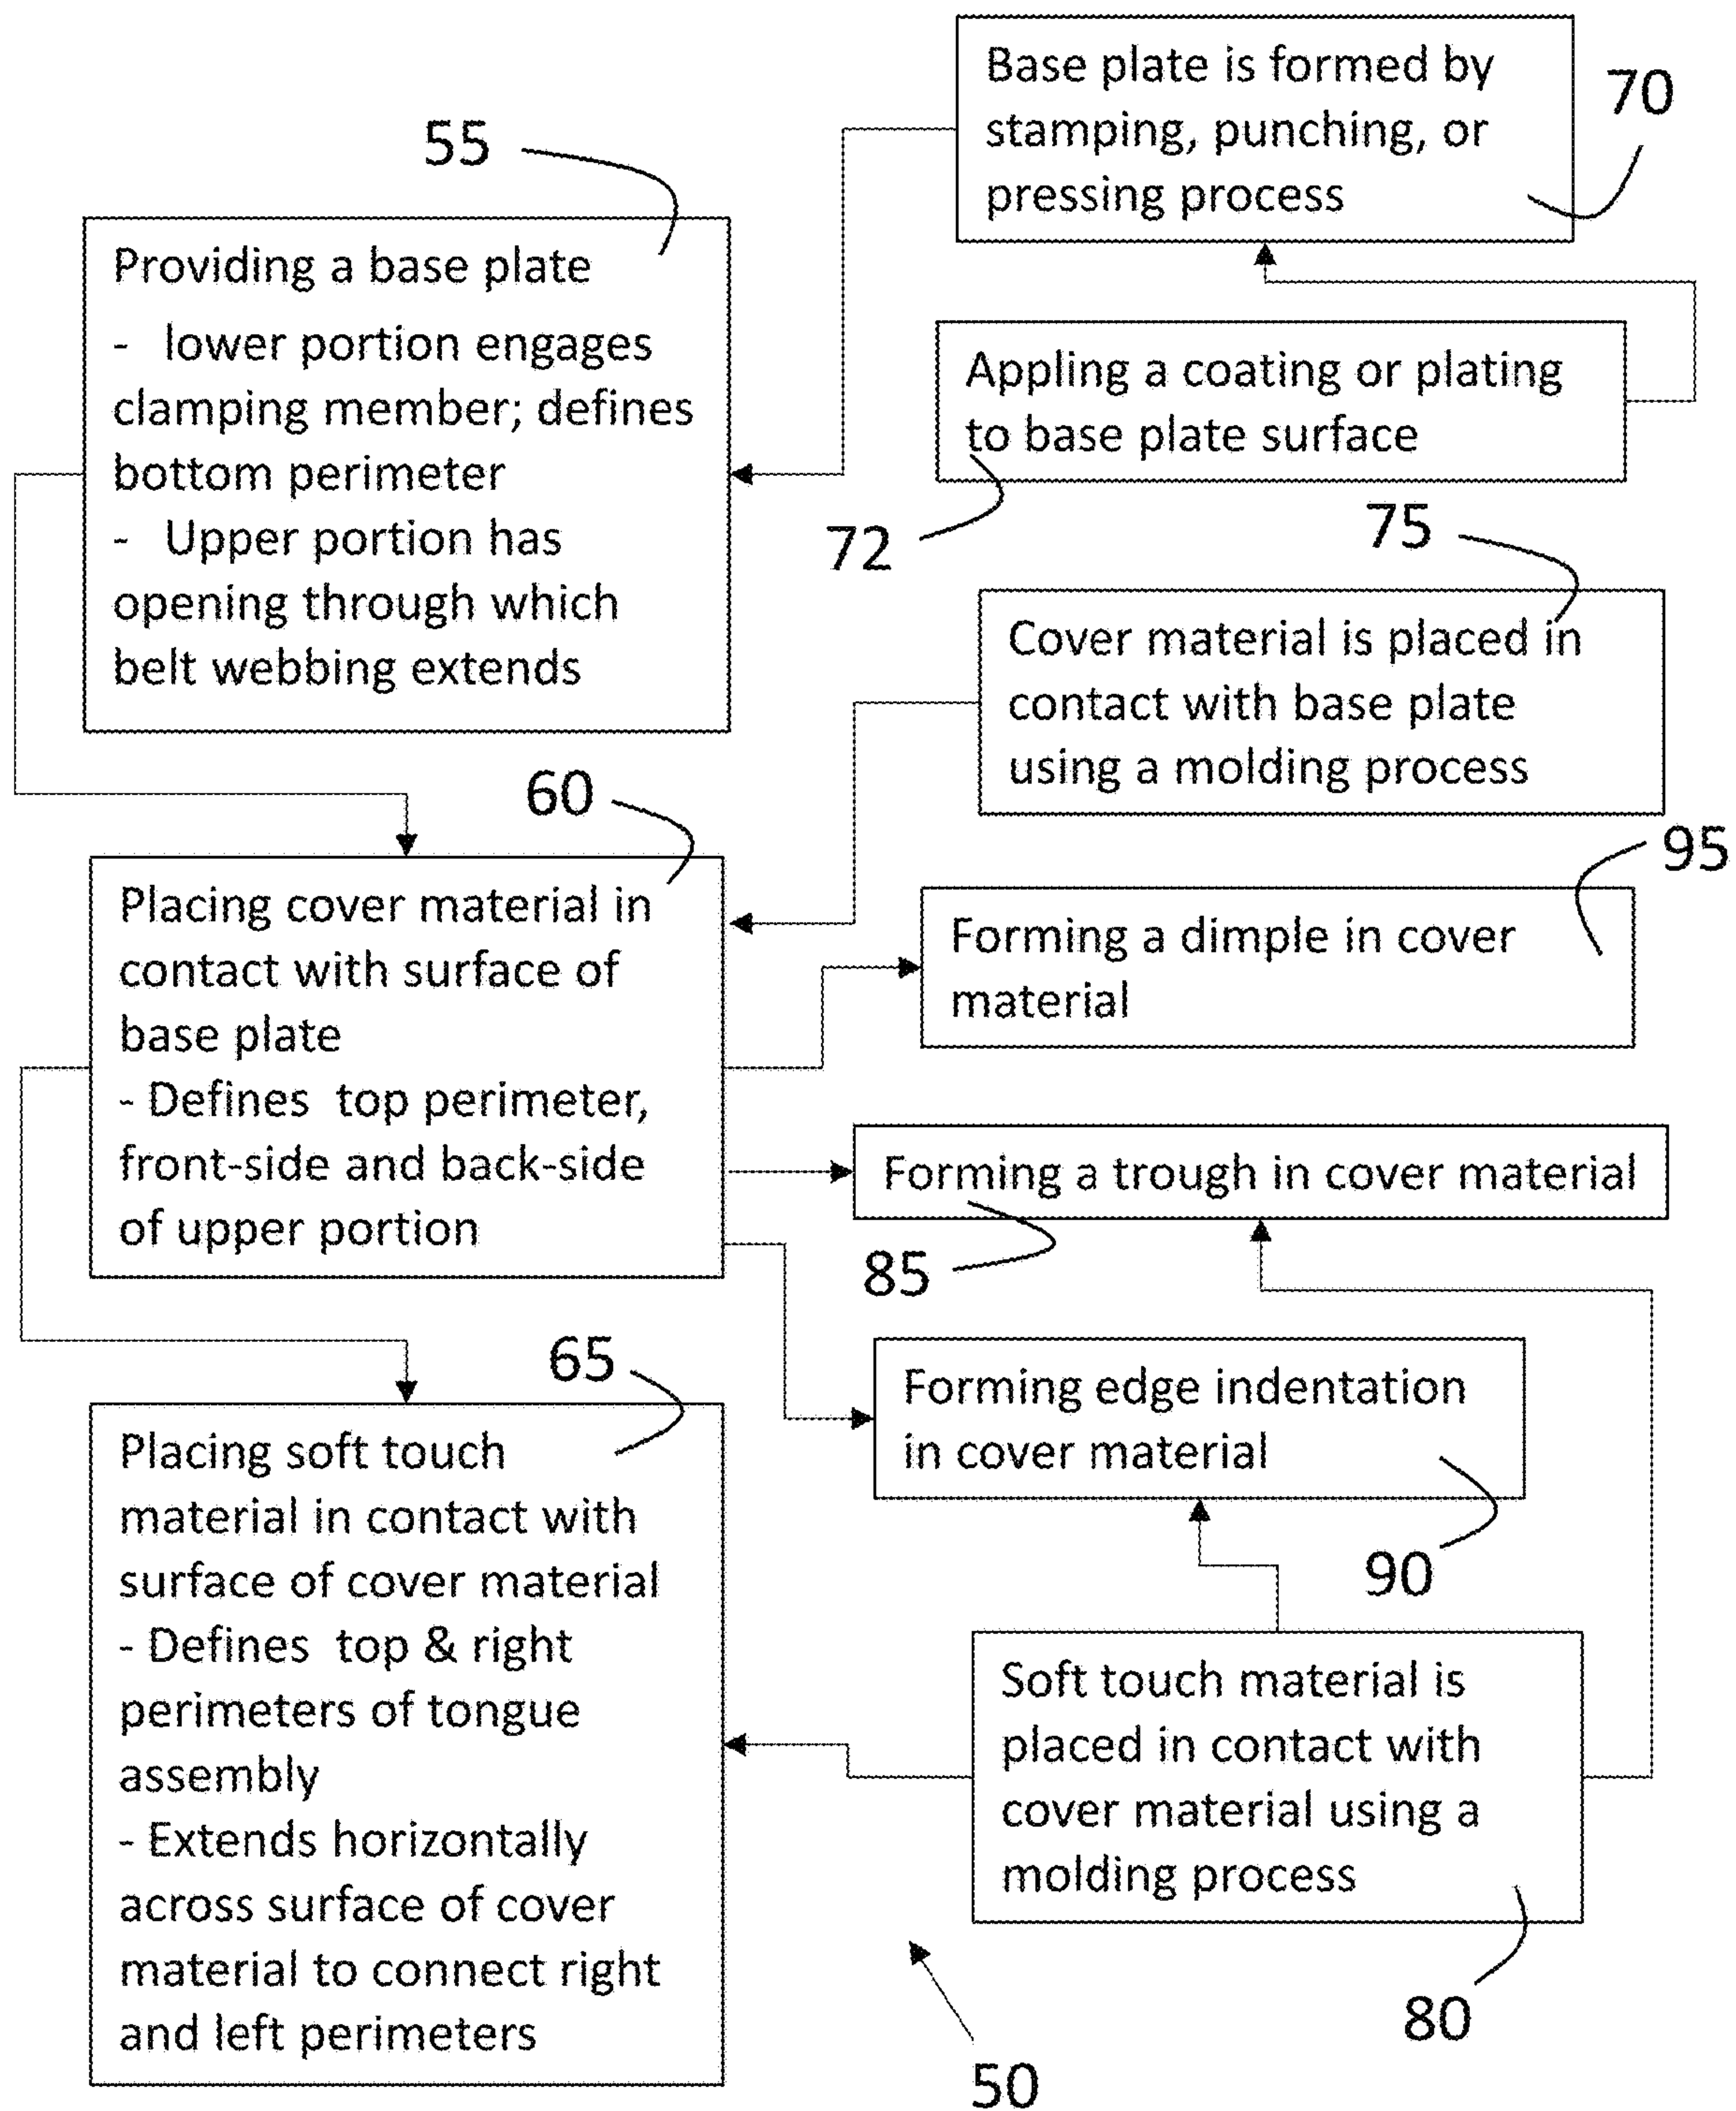 70
Base plate is formed by
stamping, punching, or
pressing process
55
Providing a base plate
- lower portion engages
clamping member; defines
bottom perimeter
- Upper portion has
opening through which
belt webbing extends
Appling a coating or plating
to base plate surface
72
75
Cover material is placed in
contact with base plate
using a molding process
60
Placing cover material in
contact with surface of
base plate
- Defines top perimeter,
front-side and back-side
of upper portion
95
Forming a dimple in cover
material
Forming a trough in cover material
85
Forming edge indentation
in cover material
90
65
Placing soft touch
material in contact with
surface of cover material
- Defines top & right
perimeters of tongue
assembly
- Extends horizontally
across surface of cover
material to connect right
and left perimeters
Soft touch material is
placed in contact with
cover material using a
molding process
80
50